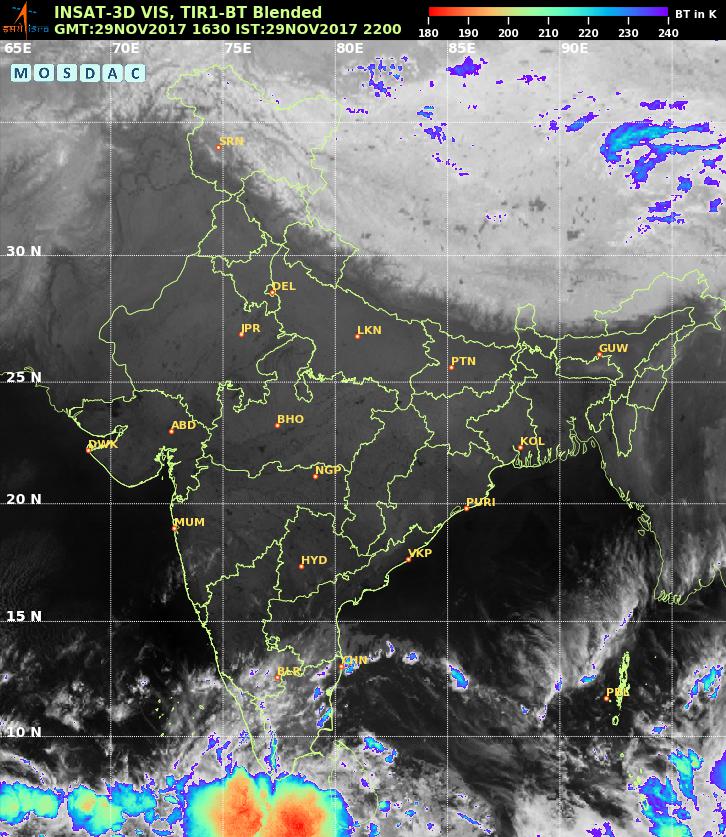 INSAT-3D VIS, TIR1-BT Blended
GMT:29NOV2017 1630 IST:29NOV2017 2200
BT in K
180 190 200 210 220 230 240
65E 70E 75E 80E 85E 90E
MOSDAC
SRN
30 N
DEL
JPR LKN
GUW
PTN
25 N
ABD BHO
DWK KOL
NGP
20 N PURI
MUM
VKP
HYD
15 N
CHN
BLR
10 N